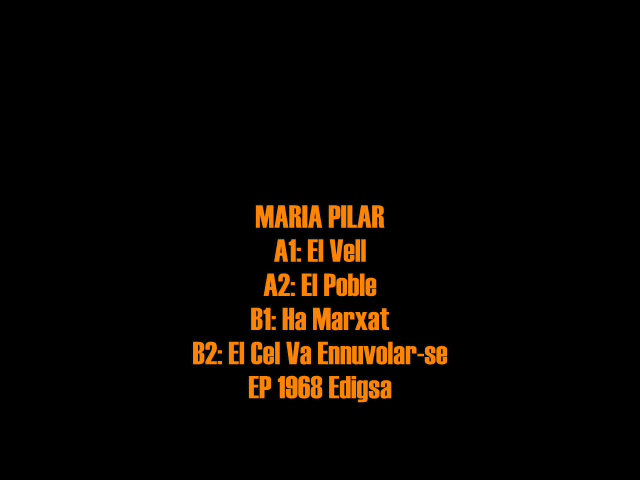 MARIA PILAR
A1: El Vell
A2: El Poble
B1: Ha Marxat
B2: El Cel Va Ennuvolar-se
EP 1968 Edigsa